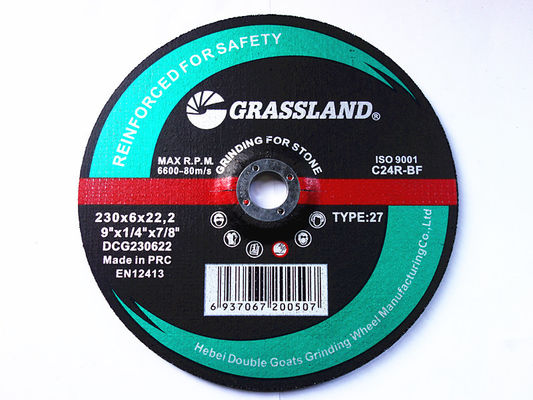 REINFORCED FOR SAFETY
GRASSLAND®
GRINDING FOR STONE
MAX R.P.M.
6600-80m/s
ISO 9001
C24R-BF
230x6x22,2
9"x1/4"x7/8"
DCG230622
Made in PRC
EN12413
TYPE:27
6 937067 200507
Hebei Double Goats Grinding Wheel Manufacturing Co.,Ltd